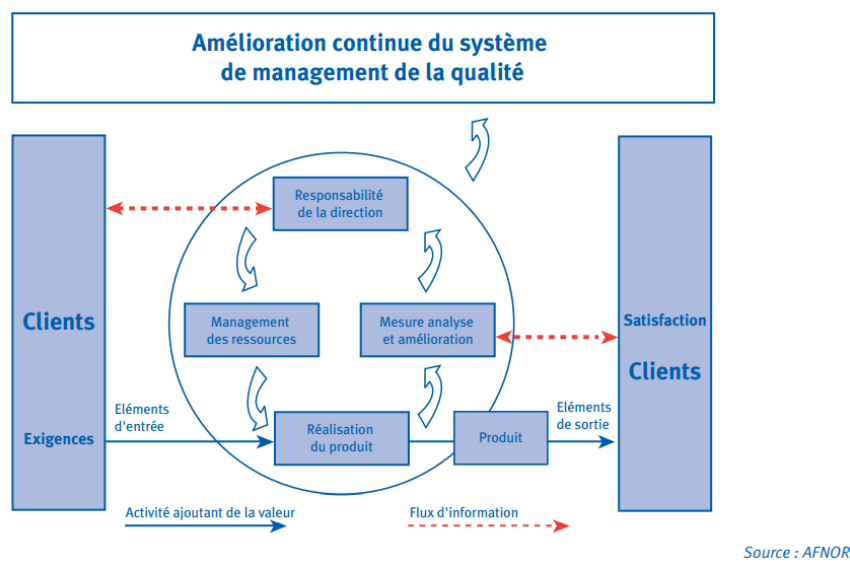 Amélioration continue du système
de management de la qualité
Responsabilité
de la direction
Clients
Management
des ressources
Mesure analyse
et amélioration
Satisfaction
Clients
Exigences
Eléments
d'entrée
Réalisation
du produit
Produit
Eléments
de sortie
Activité ajoutant de la valeur
Flux d'information
Source : AFNOR